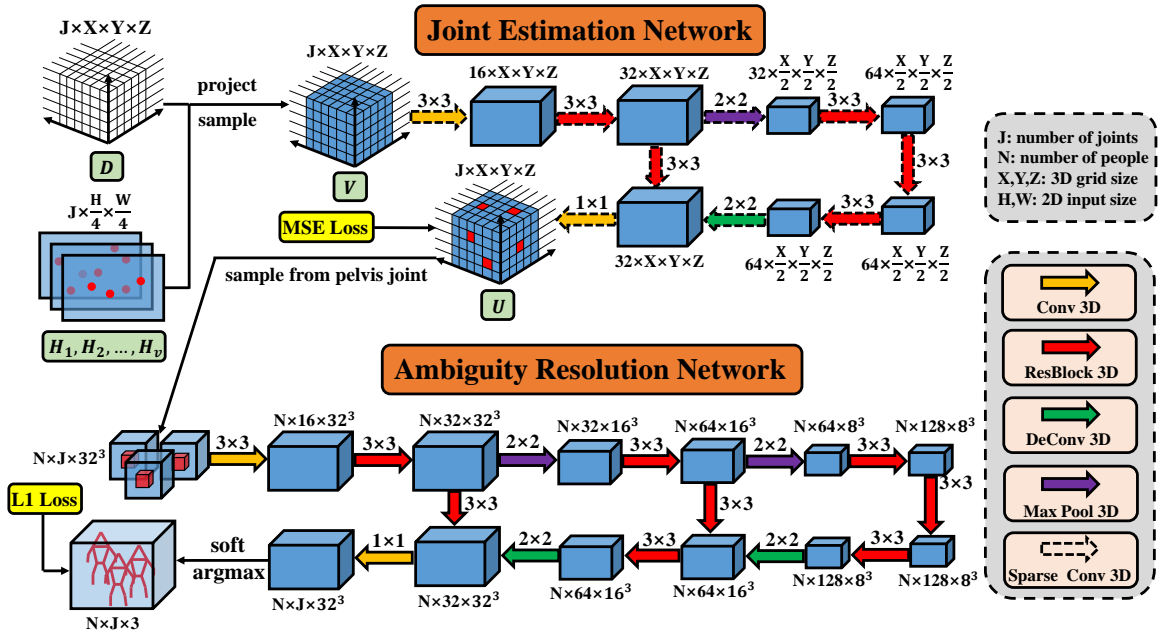 Joint Estimation Network
J×X×Y×Z
D
project
sample
J×H/4×W/4
H₁, H₂, ..., Hᵥ
J×X×Y×Z
V
3×3
16×X×Y×Z
3×3
32×X×Y×Z
2×2
32×X/2×Y/2×Z/2
3×3
64×X/2×Y/2×Z/2
3×3
3×3
MSE Loss
J×X×Y×Z
U
1×1
32×X×Y×Z
2×2
64×X/2×Y/2×Z/2
3×3
64×X/2×Y/2×Z/2
sample from pelvis joint
J: number of joints
N: number of people
X,Y,Z: 3D grid size
H,W: 2D input size
Conv 3D
ResBlock 3D
DeConv 3D
Max Pool 3D
Sparse Conv 3D
Ambiguity Resolution Network
N×J×32³
3×3
N×16×32³
3×3
N×32×32³
2×2
N×32×16³
3×3
N×64×16³
2×2
N×64×8³
3×3
N×128×8³
3×3
3×3
3×3
L1 Loss
N×J×3
soft
argmax
N×J×32³
1×1
N×32×32³
2×2
N×64×16³
3×3
N×64×16³
2×2
N×128×8³
3×3
N×128×8³